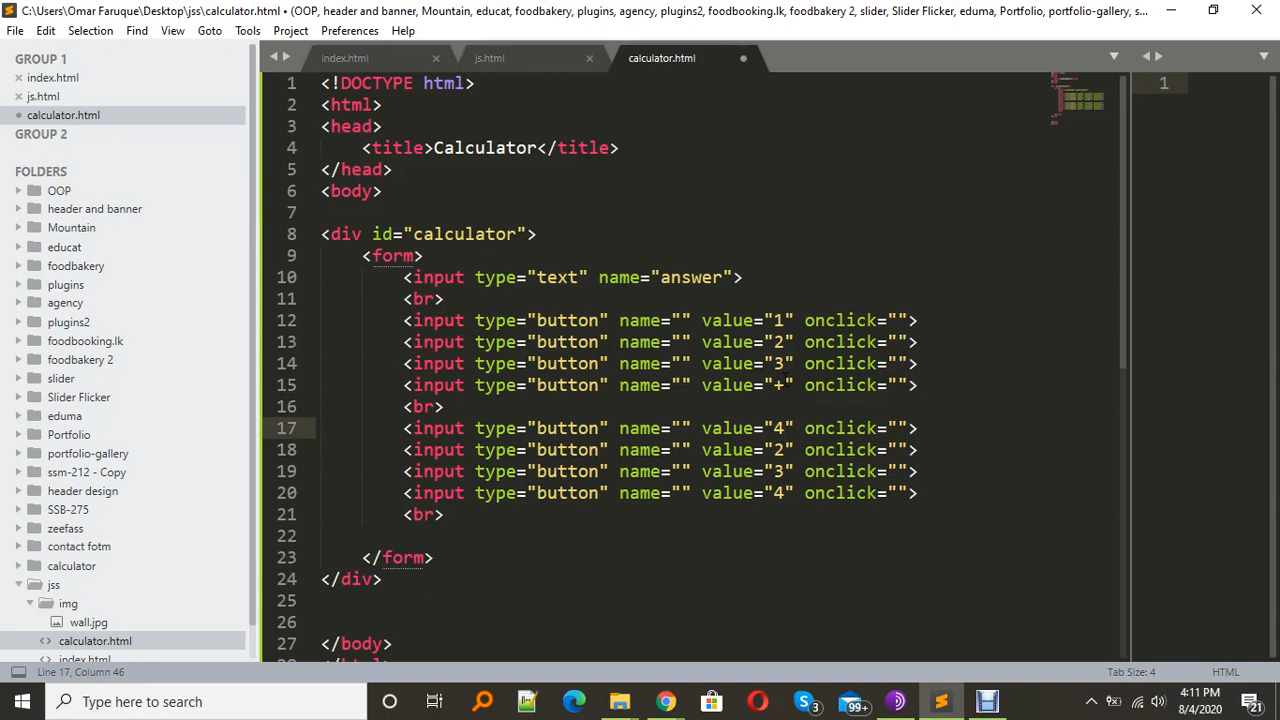 C:\Users\Omar Faruque\Desktop\jss\calculator.html • (OOP, header and banner, Mountain, educat, foodbakery, plugins, agency, plugins2, foodbooking.lk, foodbakery 2, slider, Slider Flicker, eduma, Portfolio, portfolio-gallery, s...
File Edit Selection Find View Goto Tools Project Preferences Help
GROUP 1
index.html
js.html
calculator.html
GROUP 2
FOLDERS
OOP
header and banner
Mountain
educat
foodbakery
plugins
agency
plugins2
foodbooking.lk
foodbakery 2
slider
Slider Flicker
eduma
Portfolio
portfolio-gallery
ssm-212 - Copy
header design
SSB-275
zeefass
contact fotm
calculator
jss
img
wall.jpg
calculator.html
index.html
index.html js.html calculator.html
1 <!DOCTYPE html>
2 <html>
3 <head>
4 <title>Calculator</title>
5 </head>
6 <body>
7
8 <div id="calculator">
9 <form>
10 <input type="text" name="answer">
11 <br>
12 <input type="button" name="" value="1" onclick="">
13 <input type="button" name="" value="2" onclick="">
14 <input type="button" name="" value="3" onclick="">
15 <input type="button" name="" value="+" onclick="">
16 <br>
17 <input type="button" name="" value="4" onclick="">
18 <input type="button" name="" value="2" onclick="">
19 <input type="button" name="" value="3" onclick="">
20 <input type="button" name="" value="4" onclick="">
21 <br>
22
23 </form>
24 </div>
25
26
27 </body>
1
Line 17, Column 46 Tab Size: 4 HTML
Type here to search
3
99+
4:11 PM
8/4/2020
21